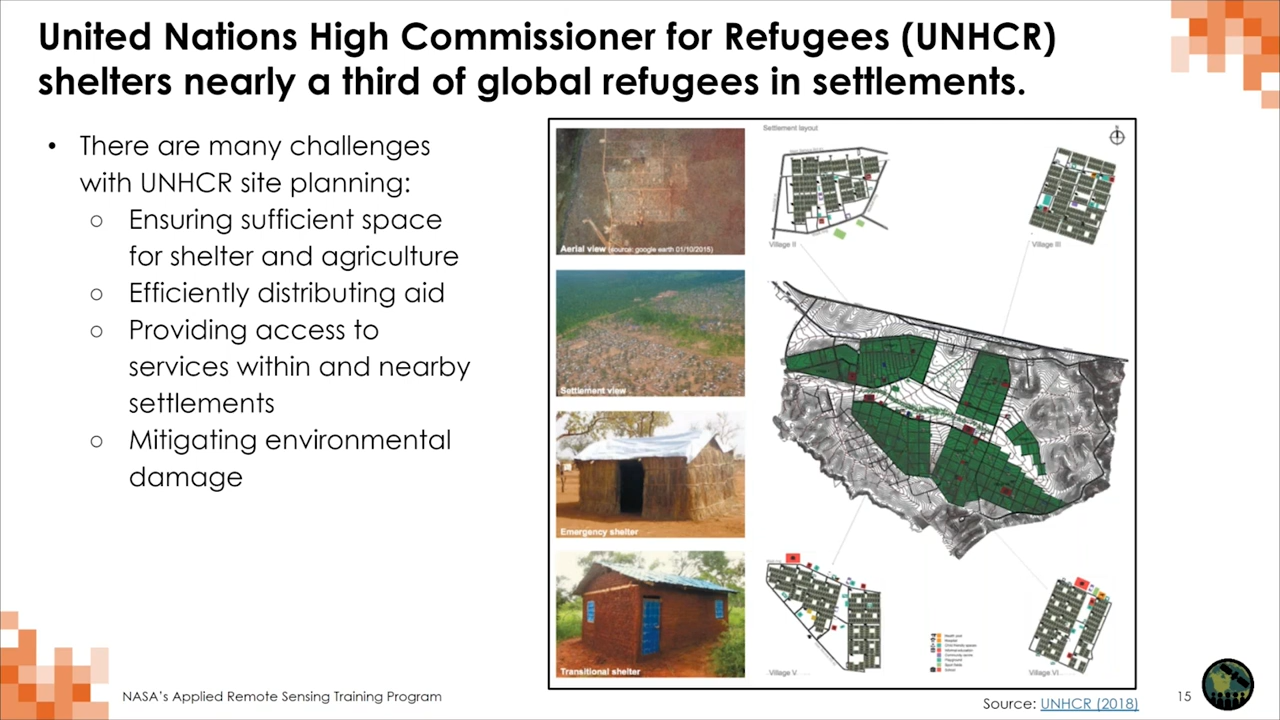 United Nations High Commissioner for Refugees (UNHCR)
shelters nearly a third of global refugees in settlements.
• There are many challenges
with UNHCR site planning:
○ Ensuring sufficient space
for shelter and agriculture
○ Efficiently distributing aid
○ Providing access to
services within and nearby
settlements
○ Mitigating environmental
damage
Settlement layout
Aerial view (source: google earth 01/10/2015)
Village II
Village III
Settlement view
Emergency shelter
Transitional shelter
Village V
Village VI
NASA's Applied Remote Sensing Training Program
Source: UNHCR (2018)
15